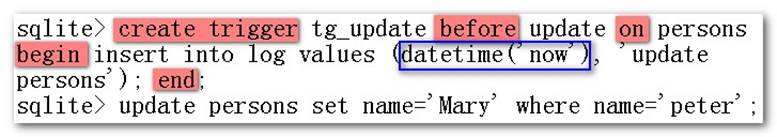 sqlite> create trigger tg_update before update on persons
begin insert into log values (datetime('now'), 'update
persons'); end;
sqlite> update persons set name='Mary' where name='peter';